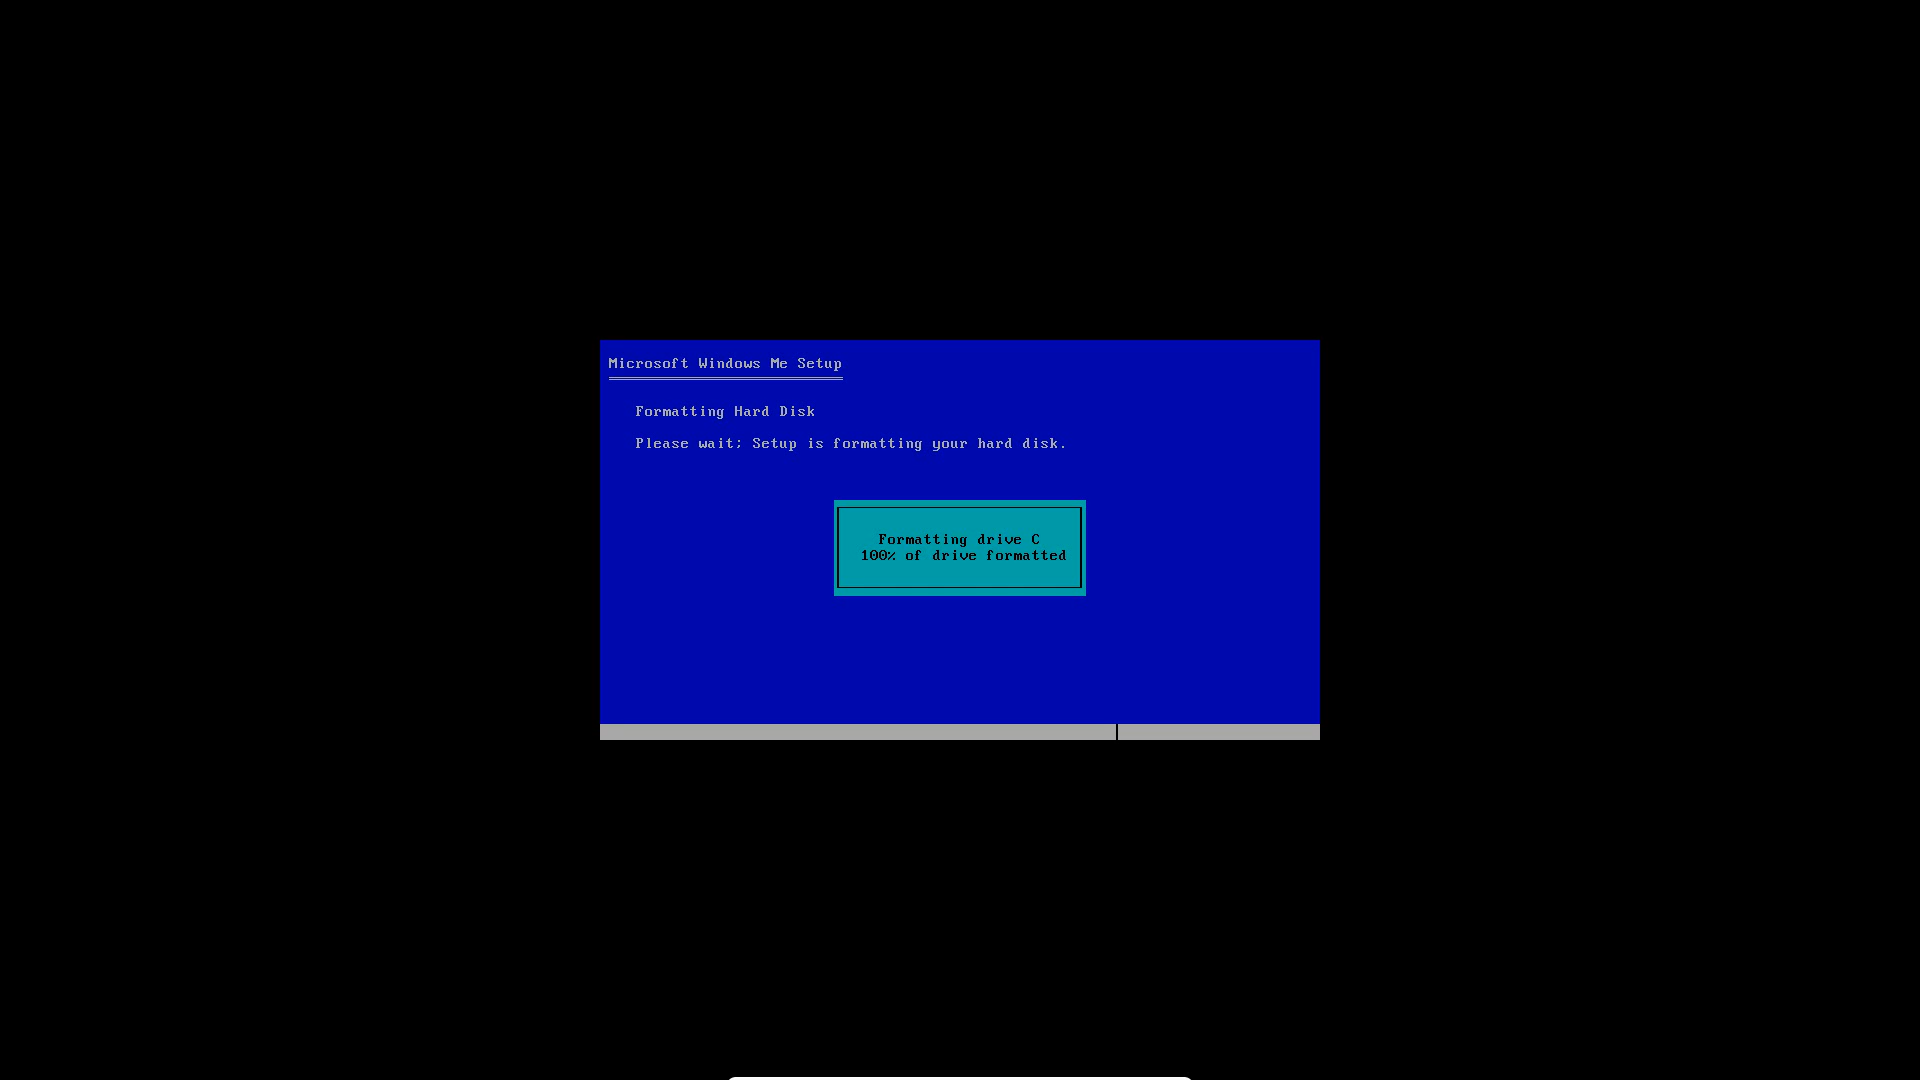 Microsoft Windows Me Setup
Formatting Hard Disk
Please wait; Setup is formatting your hard disk.
Formatting drive C
100% of drive formatted